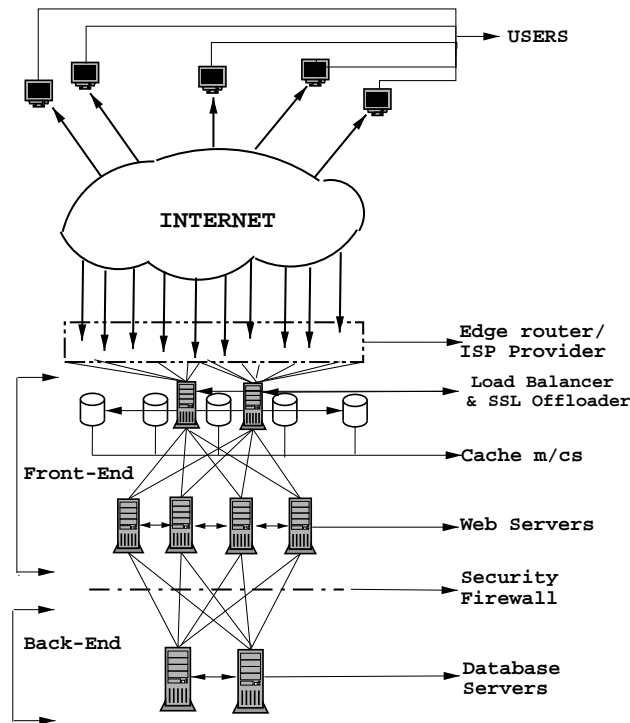 USERS
INTERNET
Edge router/
ISP Provider
Load Balancer
& SSL Offloader
Cache m/cs
Front-End
Web Servers
Security
Firewall
Back-End
Database
Servers